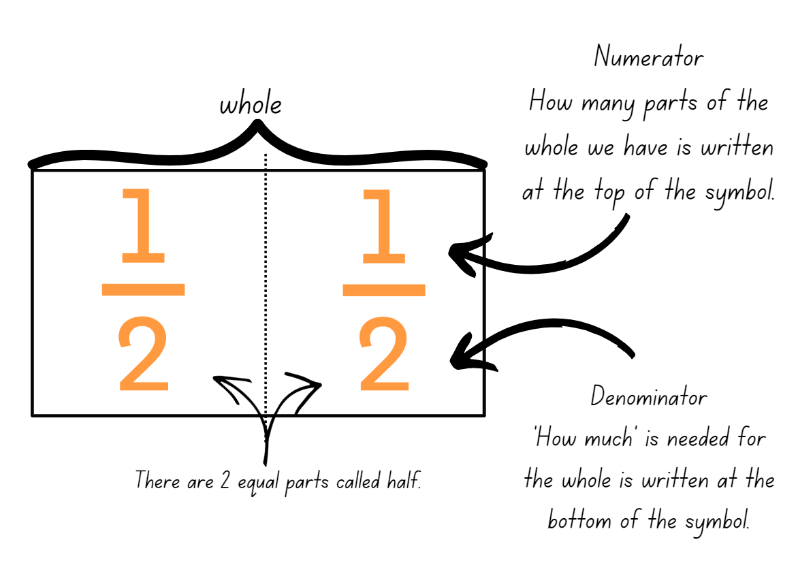 whole
1
2
1
2
There are 2 equal parts called half.
Numerator
How many parts of the
whole we have is written
at the top of the symbol.
Denominator
'How much' is needed for
the whole is written at the
bottom of the symbol.